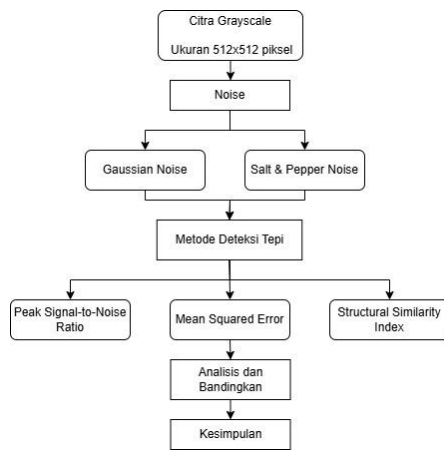 Citra Grayscale
Ukuran 512x512 piksel
Noise
Gaussian Noise
Salt & Pepper Noise
Metode Deteksi Tepi
Peak Signal-to-Noise
Ratio
Mean Squared Error
Structural Similarity
Index
Analisis dan
Bandingkan
Kesimpulan